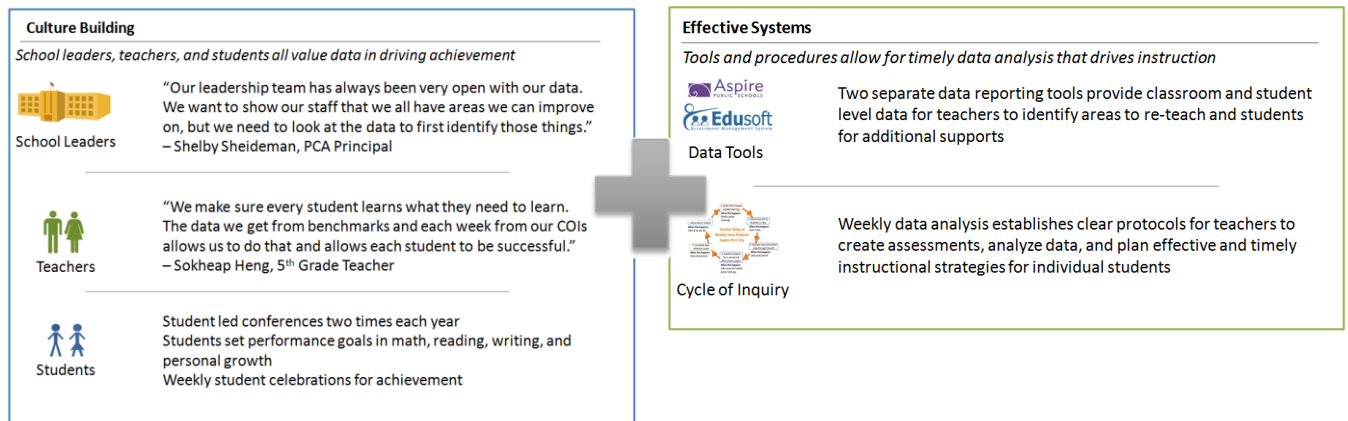 Culture Building
School leaders, teachers, and students all value data in driving achievement
School Leaders
“Our leadership team has always been very open with our data.
We want to show our staff that we all have areas we can improve
on, but we need to look at the data to first identify those things.”
– Shelby Sheideman, PCA Principal
Teachers
“We make sure every student learns what they need to learn.
The data we get from benchmarks and each week from our COIs
allows us to do that and allows each student to be successful.”
– Sokheap Heng, 5th Grade Teacher
Students
Student led conferences two times each year
Students set performance goals in math, reading, writing, and
personal growth
Weekly student celebrations for achievement
Effective Systems
Tools and procedures allow for timely data analysis that drives instruction
Aspire
PUBLIC SCHOOLS
Edusoft
Assessment Management System
Data Tools
Two separate data reporting tools provide classroom and student
level data for teachers to identify areas to re-teach and students
for additional supports
Cycle of Inquiry
Weekly data analysis establishes clear protocols for teachers to
create assessments, analyze data, and plan effective and timely
instructional strategies for individual students